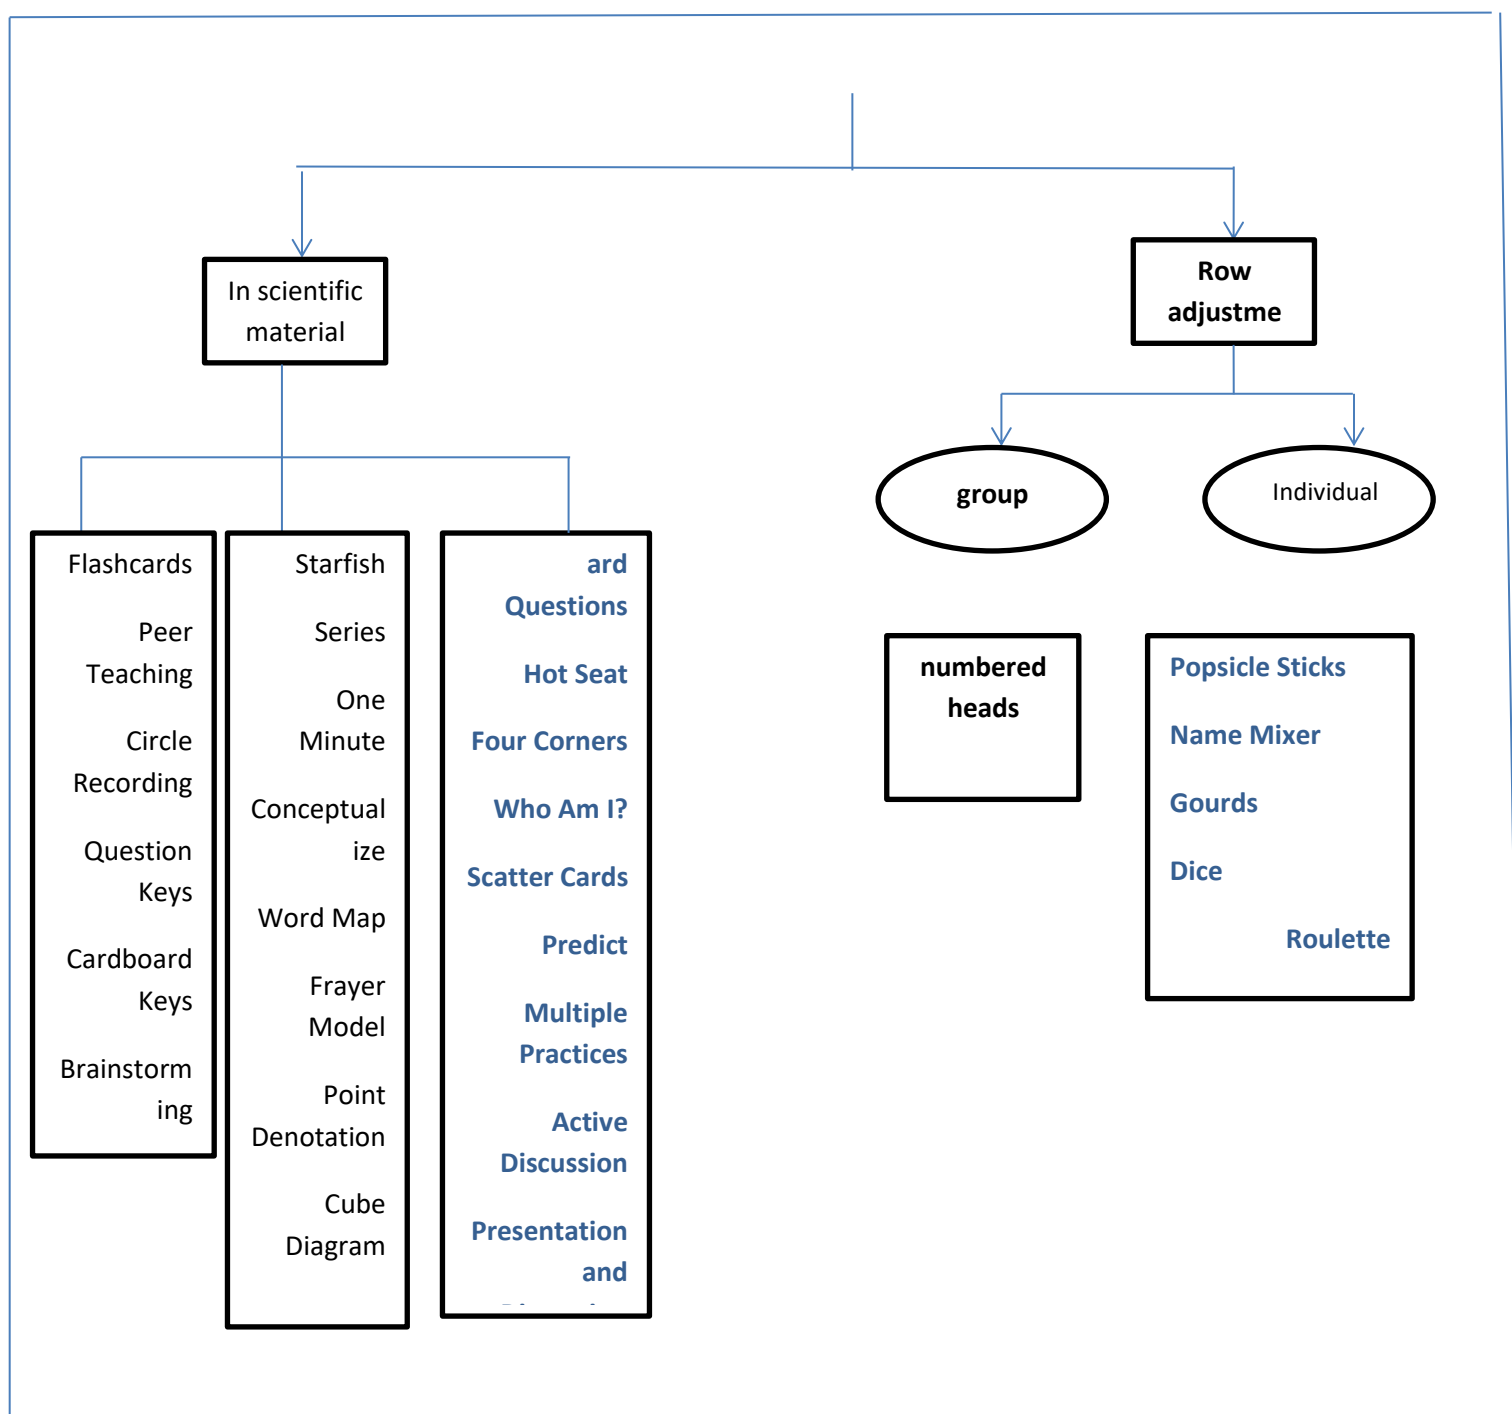 In scientific
material
Row
adjustme
group
Individual
Flashcards
Peer
Teaching
Circle
Recording
Question
Keys
Cardboard
Keys
Brainstorm
ing
Starfish
Series
One
Minute
Conceptual
ize
Word Map
Frayer
Model
Point
Denotation
Cube
Diagram
ard
Questions
Hot Seat
Four Corners
Who Am I?
Scatter Cards
Predict
Multiple
Practices
Active
Discussion
Presentation
and
numbered
heads
Popsicle Sticks
Name Mixer
Gourds
Dice
Roulette